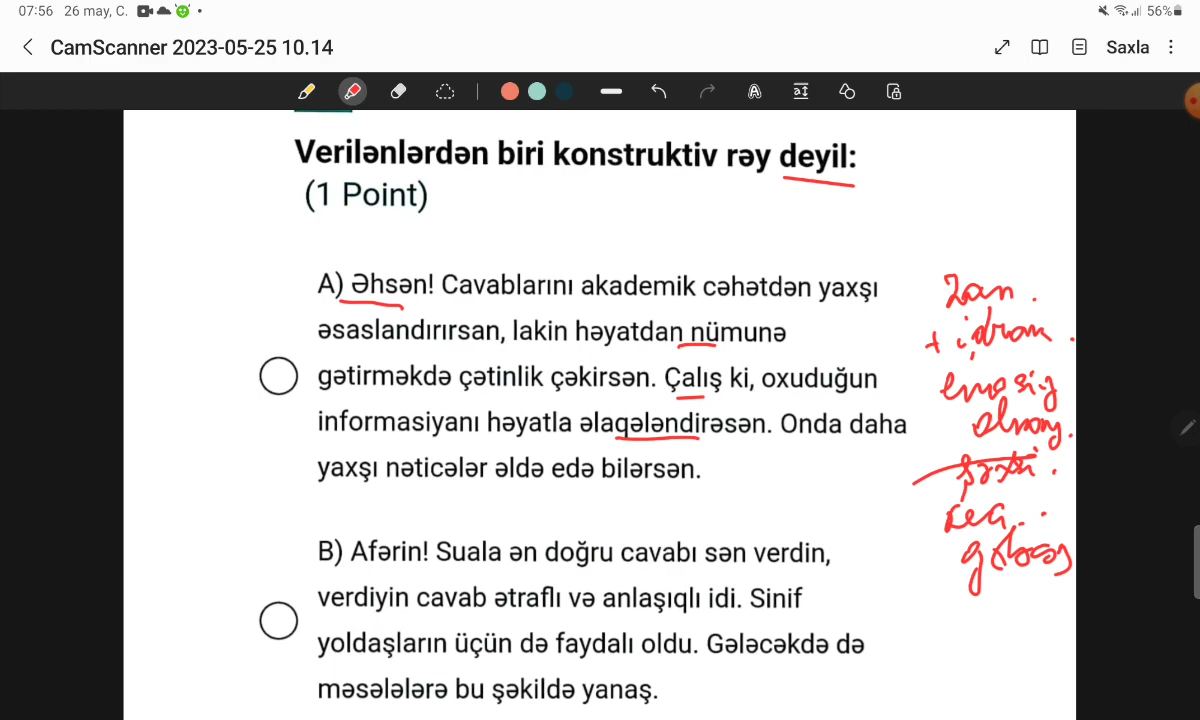 07:56 26 may, C. 56%
CamScanner 2023-05-25 10.14 Saxla
Verilənlərdən biri konstruktiv rəy deyil:
(1 Point)
A) Əhsən! Cavablarını akademik cəhətdən yaxşı
əsaslandırırsan, lakin həyatdan nümunə
gətirməkdə çətinlik çəkirsən. Çalış ki, oxuduğun
informasiyanı həyatla əlaqələndirəsən. Onda daha
yaxşı nəticələr əldə edə bilərsən.
B) Afərin! Suala ən doğru cavabı sən verdin,
verdiyin cavab ətraflı və anlaşıqlı idi. Sinif
yoldaşların üçün də faydalı oldu. Gələcəkdə də
məsələlərə bu şəkildə yanaş.